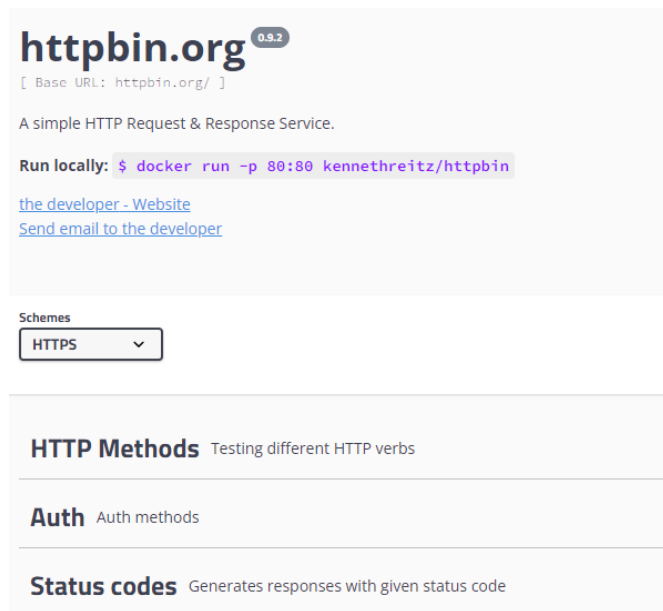 httpbin.org 0.9.2
[ Base URL: httpbin.org/ ]
A simple HTTP Request & Response Service.
Run locally: $ docker run -p 80:80 kennethreitz/httpbin
the developer - Website
Send email to the developer
Schemes
HTTPS
HTTP Methods Testing different HTTP verbs
Auth Auth methods
Status codes Generates responses with given status code